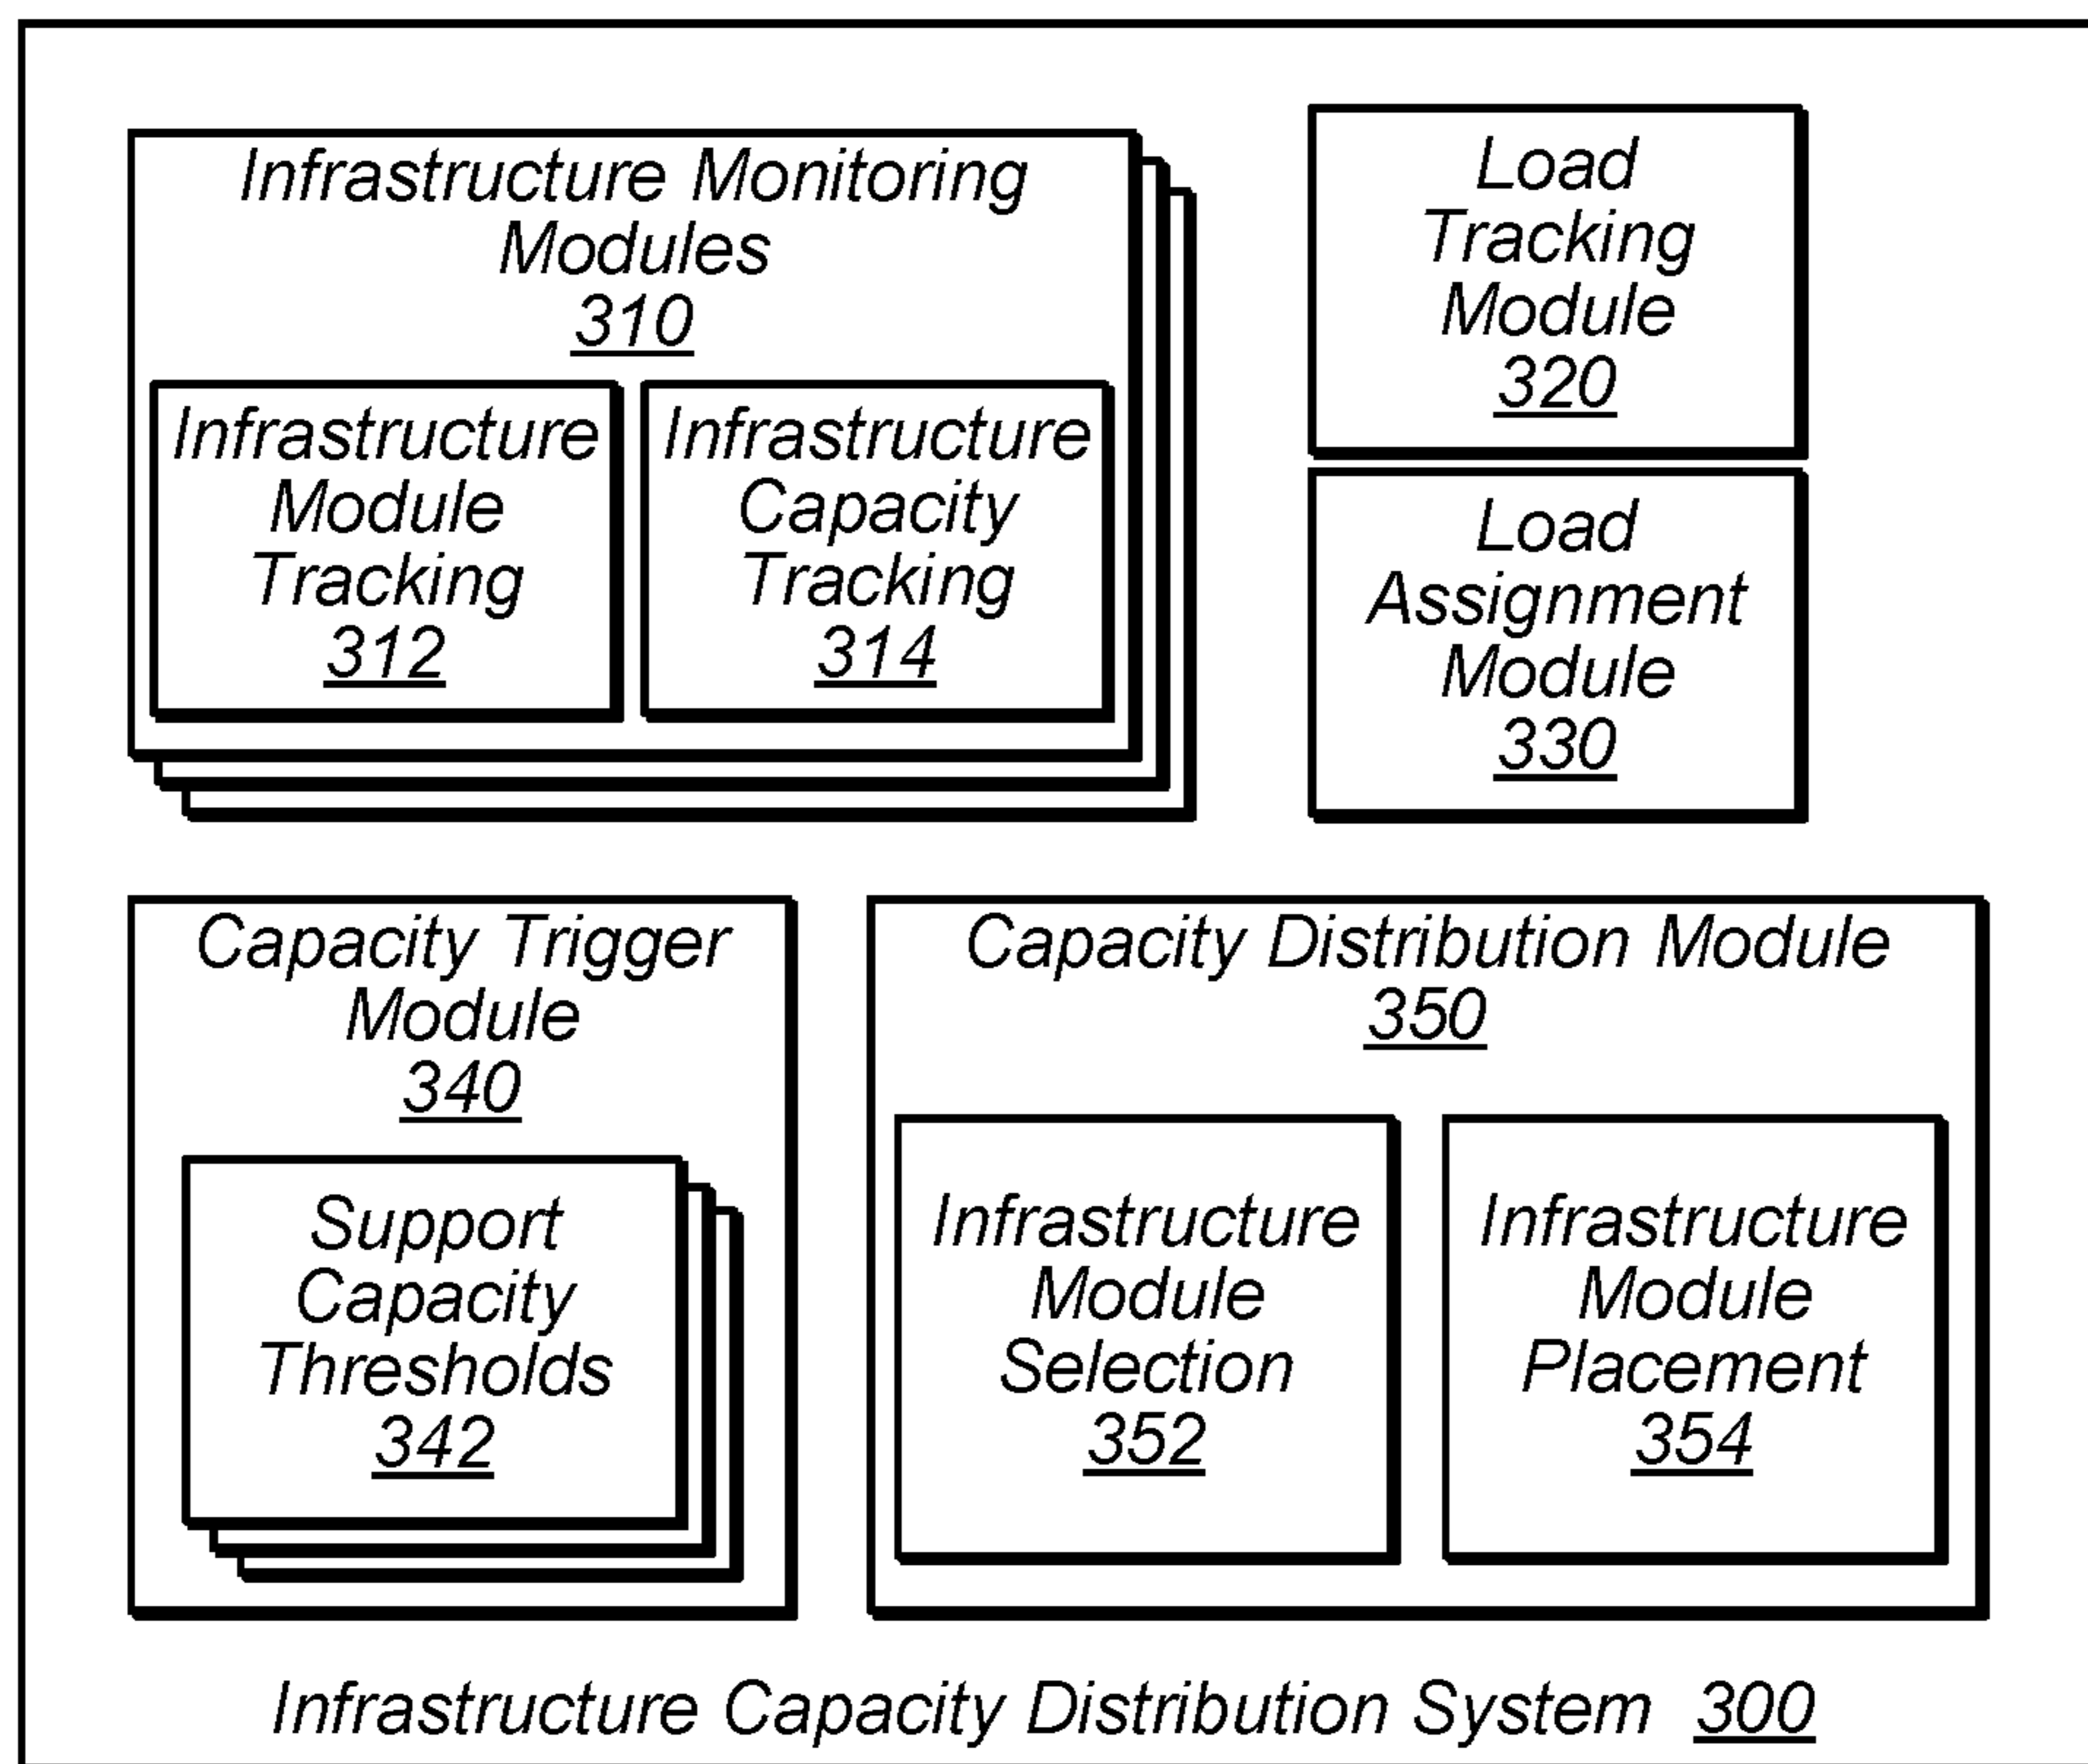 Infrastructure Monitoring
Modules
310
Infrastructure
Module
Tracking
312
Infrastructure
Capacity
Tracking
314
Load
Tracking
Module
320
Load
Assignment
Module
330
Capacity Trigger
Module
340
Support
Capacity
Thresholds
342
Capacity Distribution Module
350
Infrastructure
Module
Selection
352
Infrastructure
Module
Placement
354
Infrastructure Capacity Distribution System 300